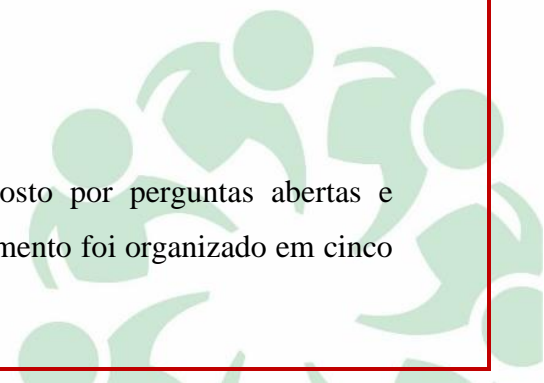 osto por perguntas abertas e
mento foi organizado em cinco